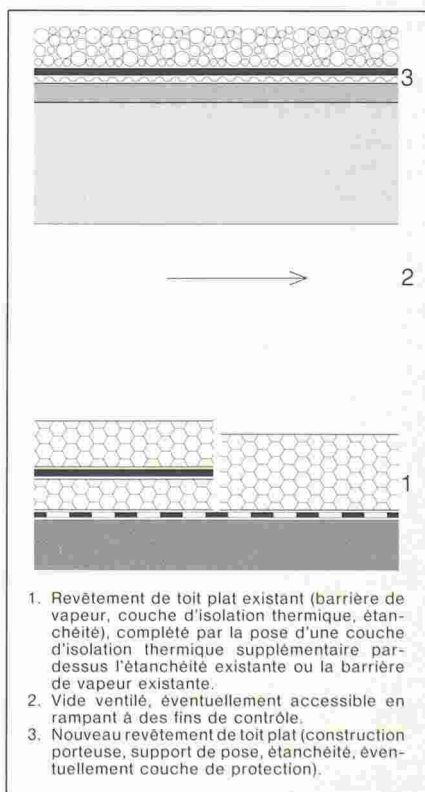 3
2
1
1. Revêtement de toit plat existant (barrière de
vapeur, couche d'isolation thermique, étan-
chéité), complété par la pose d'une couche
d'isolation thermique supplémentaire par-
dessus l'étanchéité existante ou la barrière
de vapeur existante.
2. Vide ventilé, éventuellement accessible en
rampant à des fins de contrôle.
3. Nouveau revêtement de toit plat (construction
porteuse, support de pose, étanchéité, éven-
tuellement couche de protection).